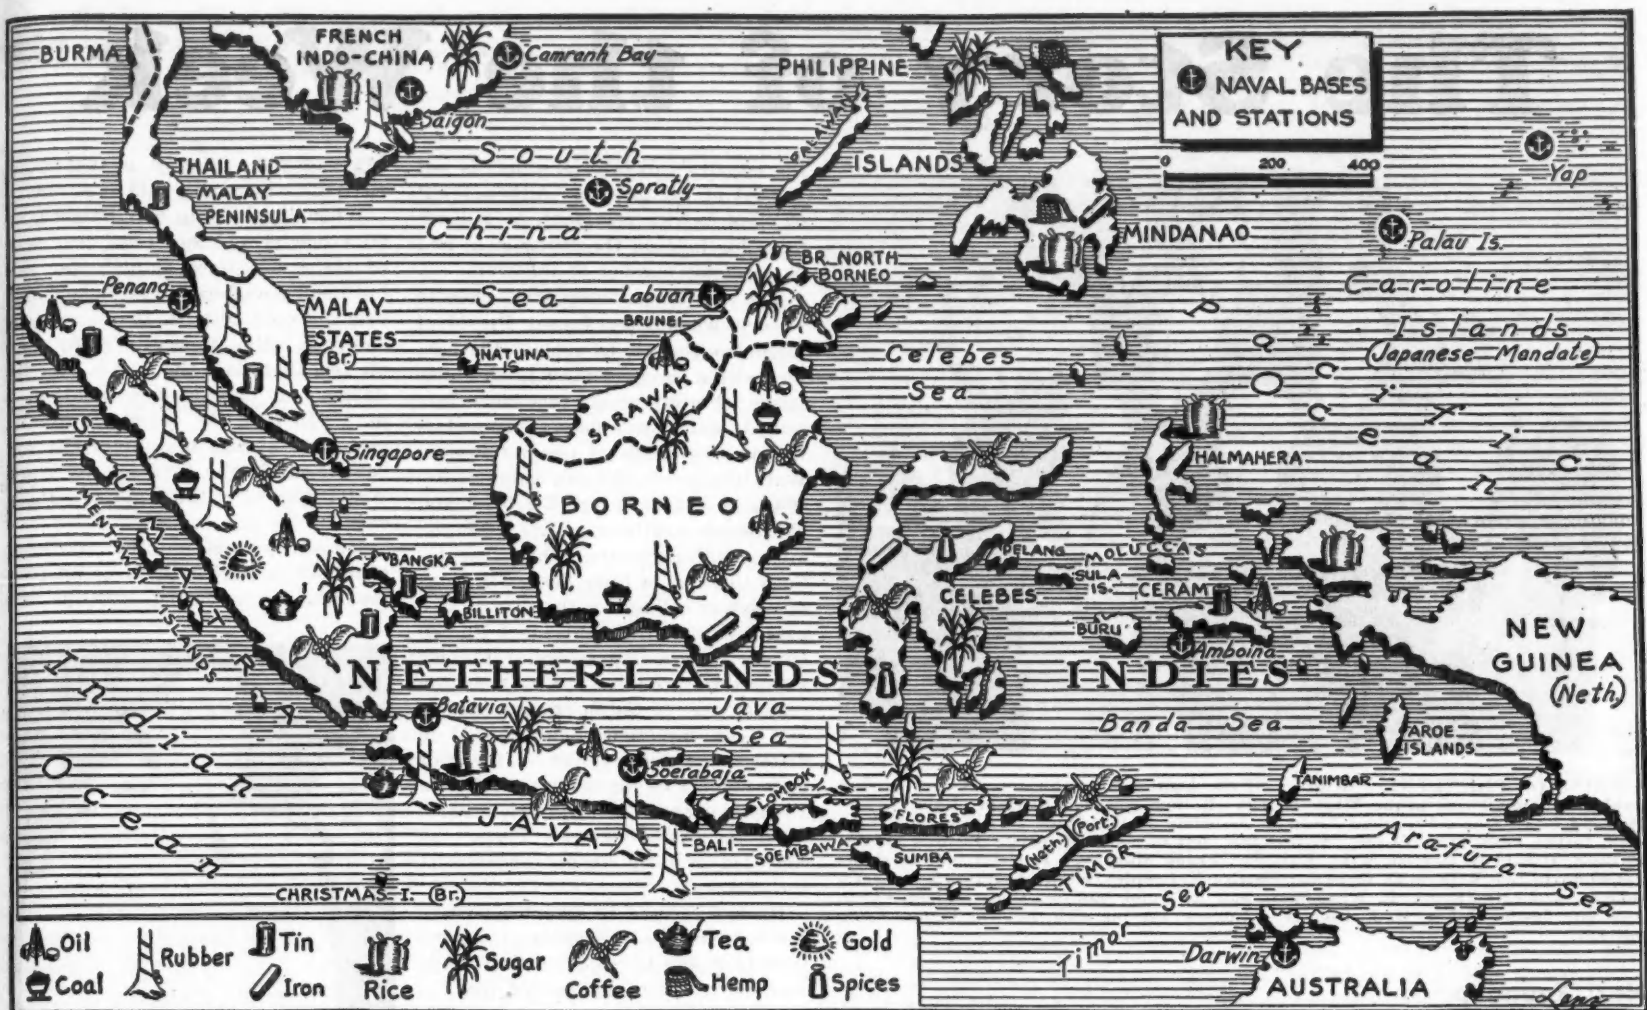 BURMA
FRENCH
INDO-CHINA
Camranh Bay
Saigon
PHILIPPINE
ISLANDS
PALAWAN
KEY
NAVAL BASES
AND STATIONS
0 200 400
Yap
THAILAND
MALAY
PENINSULA
South
China
Sea
Spratly
MINDANAO
Palau Is.
Caroline
Islands
(Japanese Mandate)
Pacific
Ocean
Penang
MALAY
STATES
(Br.)
NATUNA
IS.
Labuan
BRUNEI
BR. NORTH
BORNEO
Celebes
Sea
SARAWAK
Singapore
SUMATRA
MENTAWAI
ISLANDS
BORNEO
HALMAHERA
BANGKA
BILLITON
PELANG
MOLUCCA'S
SULA
IS.
CERAM
CELEBES
BURU
Amboina
NEW
GUINEA
(Neth.)
NETHERLANDS INDIES
Indian
Ocean
Batavia
Java
Sea
Banda Sea
AROE
ISLANDS
Soerabaja
LOMBOK
FLORES
TANIMBAR
JAVA
BALI
SOEMBAWA
SUMBA
(Neth.)
(Port.)
TIMOR
Arafura
Sea
CHRISTMAS I. (Br.)
Timor
Sea
Darwin
AUSTRALIA
Oil
Rubber
Tin
Rice
Sugar
Coffee
Tea
Gold
Coal
Iron
Hemp
Spices